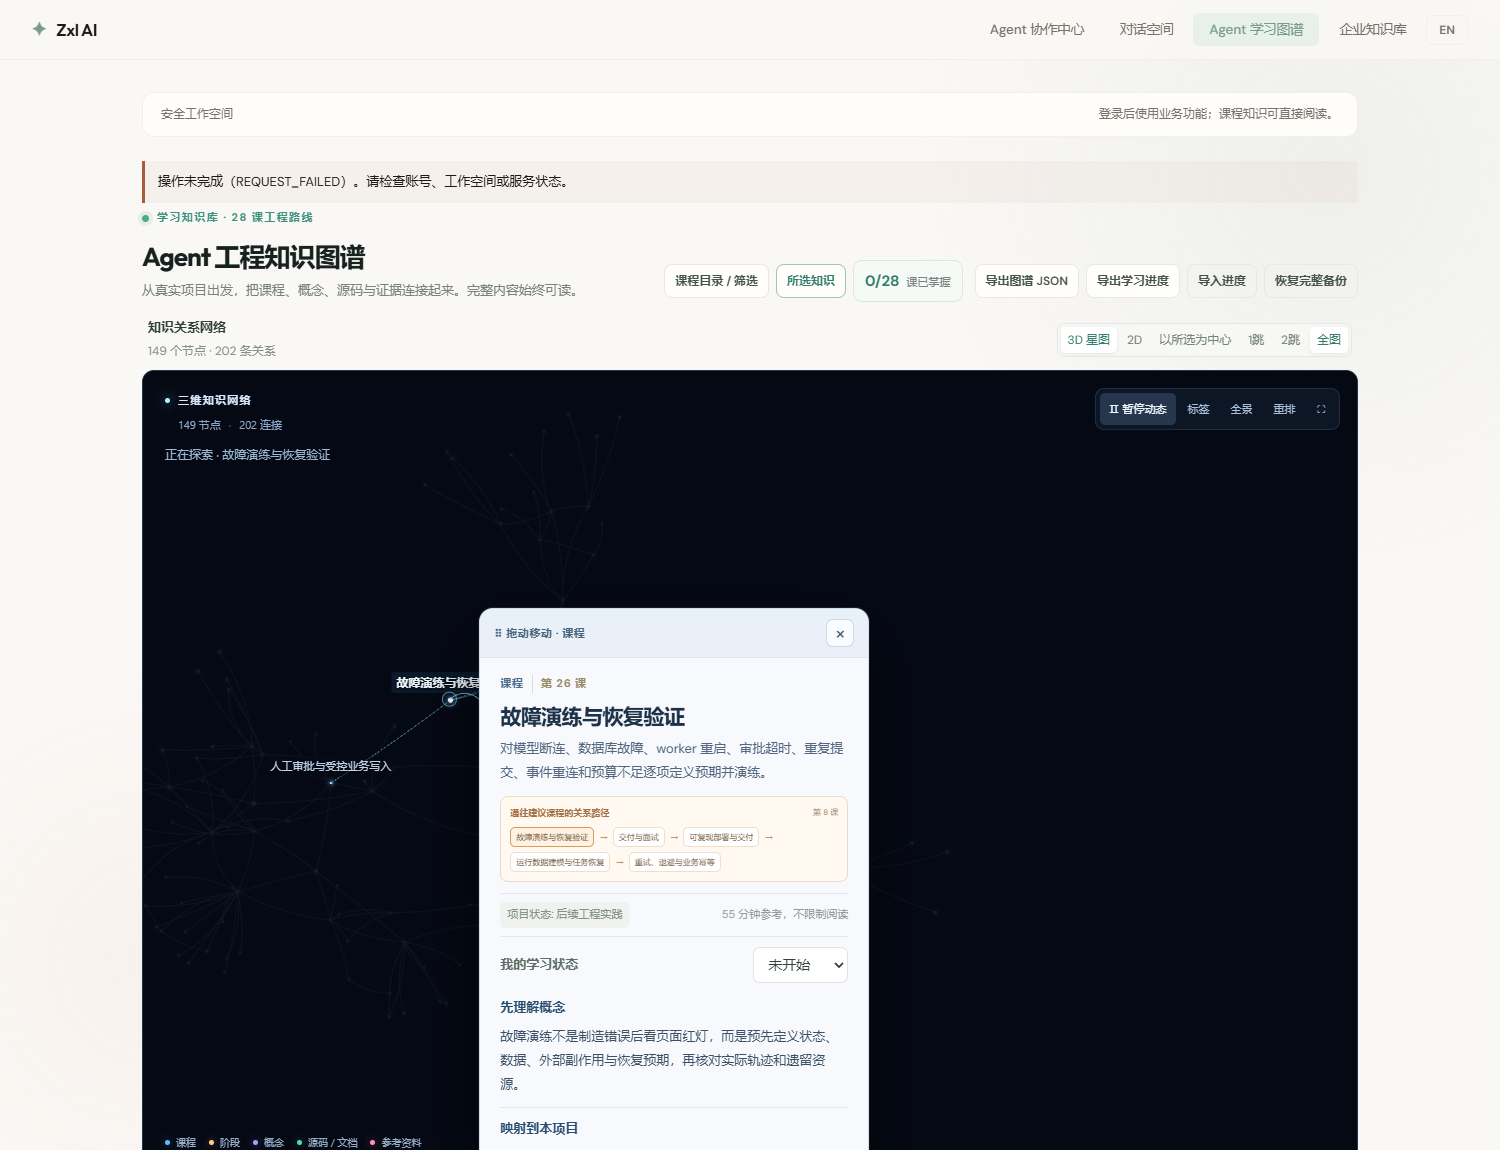 Zxl AI
Agent 协作中心
对话空间
Agent 学习图谱
企业知识库
EN
安全工作空间
登录后使用业务功能；课程知识可直接阅读。
操作未完成（REQUEST_FAILED）。请检查账号、工作空间或服务状态。
学习知识库 · 28 课工程路线
Agent 工程知识图谱
从真实项目出发，把课程、概念、源码与证据连接起来。完整内容始终可读。
课程目录 / 筛选
所选知识
0/28 课已掌握
导出图谱 JSON
导出学习进度
导入进度
恢复完整备份
知识关系网络
149 个节点 · 202 条关系
3D 星图
2D
以所选为中心
1跳
2跳
全图
三维知识网络
149 节点 · 202 连接
正在探索 · 故障演练与恢复验证
暂停动态
标签
全景
重排
故障演练与恢复
人工审批与受控业务写入
拖动移动 · 课程
×
课程
第 26 课
故障演练与恢复验证
对模型断连、数据库故障、worker 重启、审批超时、重复提
交、事件重连和预算不足逐项定义预期并演练。
通往建议课程的关系路径
第 8 课
故障演练与恢复验证 → 交付与面试 → 可复现部署与交付 →
运行数据建模与任务恢复 → 重试、退避与业务幂等
项目状态: 后续工程实践
55 分钟参考，不限制阅读
我的学习状态
未开始
先理解概念
故障演练不是制造错误后看页面红灯，而是预先定义状态、
数据、外部副作用与恢复预期，再核对实际轨迹和遗留资
源。
映射到本项目
课程
阶段
概念
源码 / 文档
参考资料